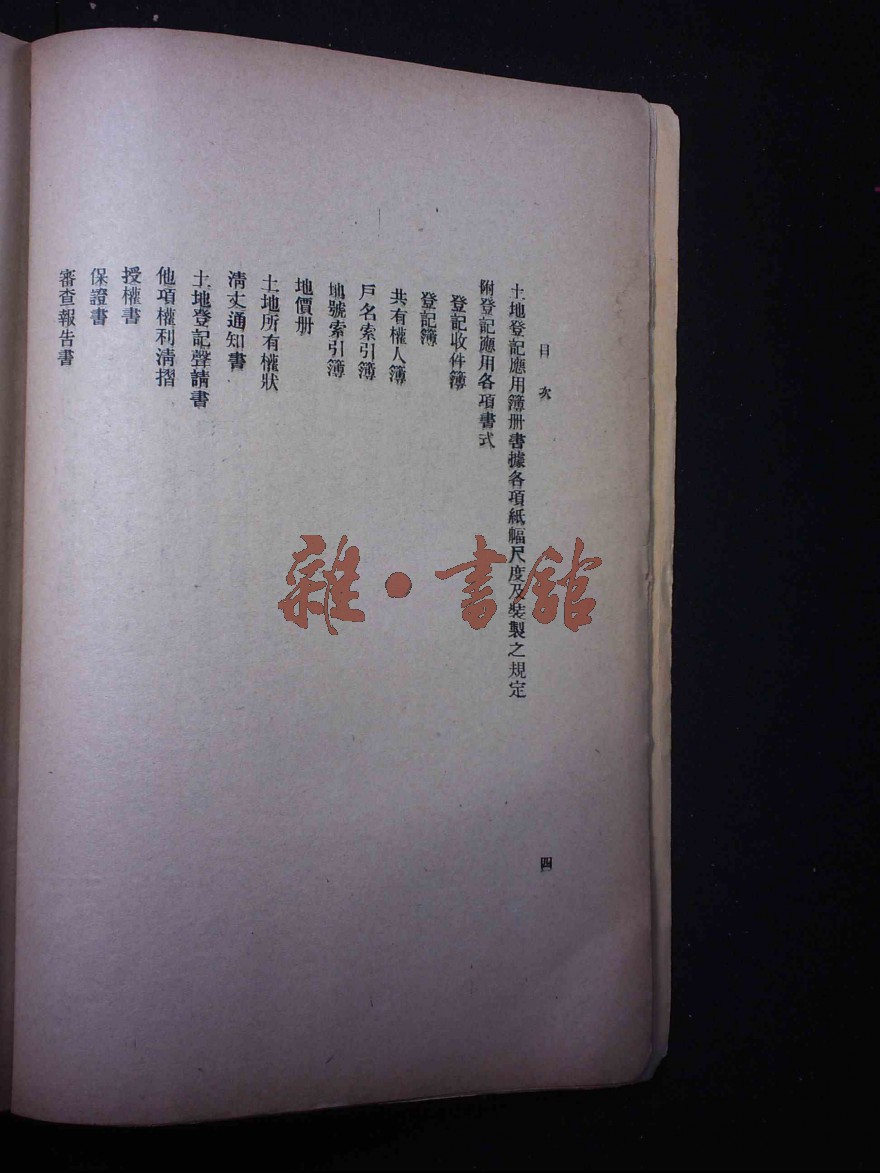 目次
四
土地登記應用簿册書據各項紙幅尺度及裝製之規定
附登記應用各項書式
登記收件簿
登記簿
共有權人簿
戶名索引簿
地號索引簿
地價册
土地所有權狀
淸丈通知書
土地登記聲請書
他項權利淸摺
授權書
保證書
審查報告書
雜·書館